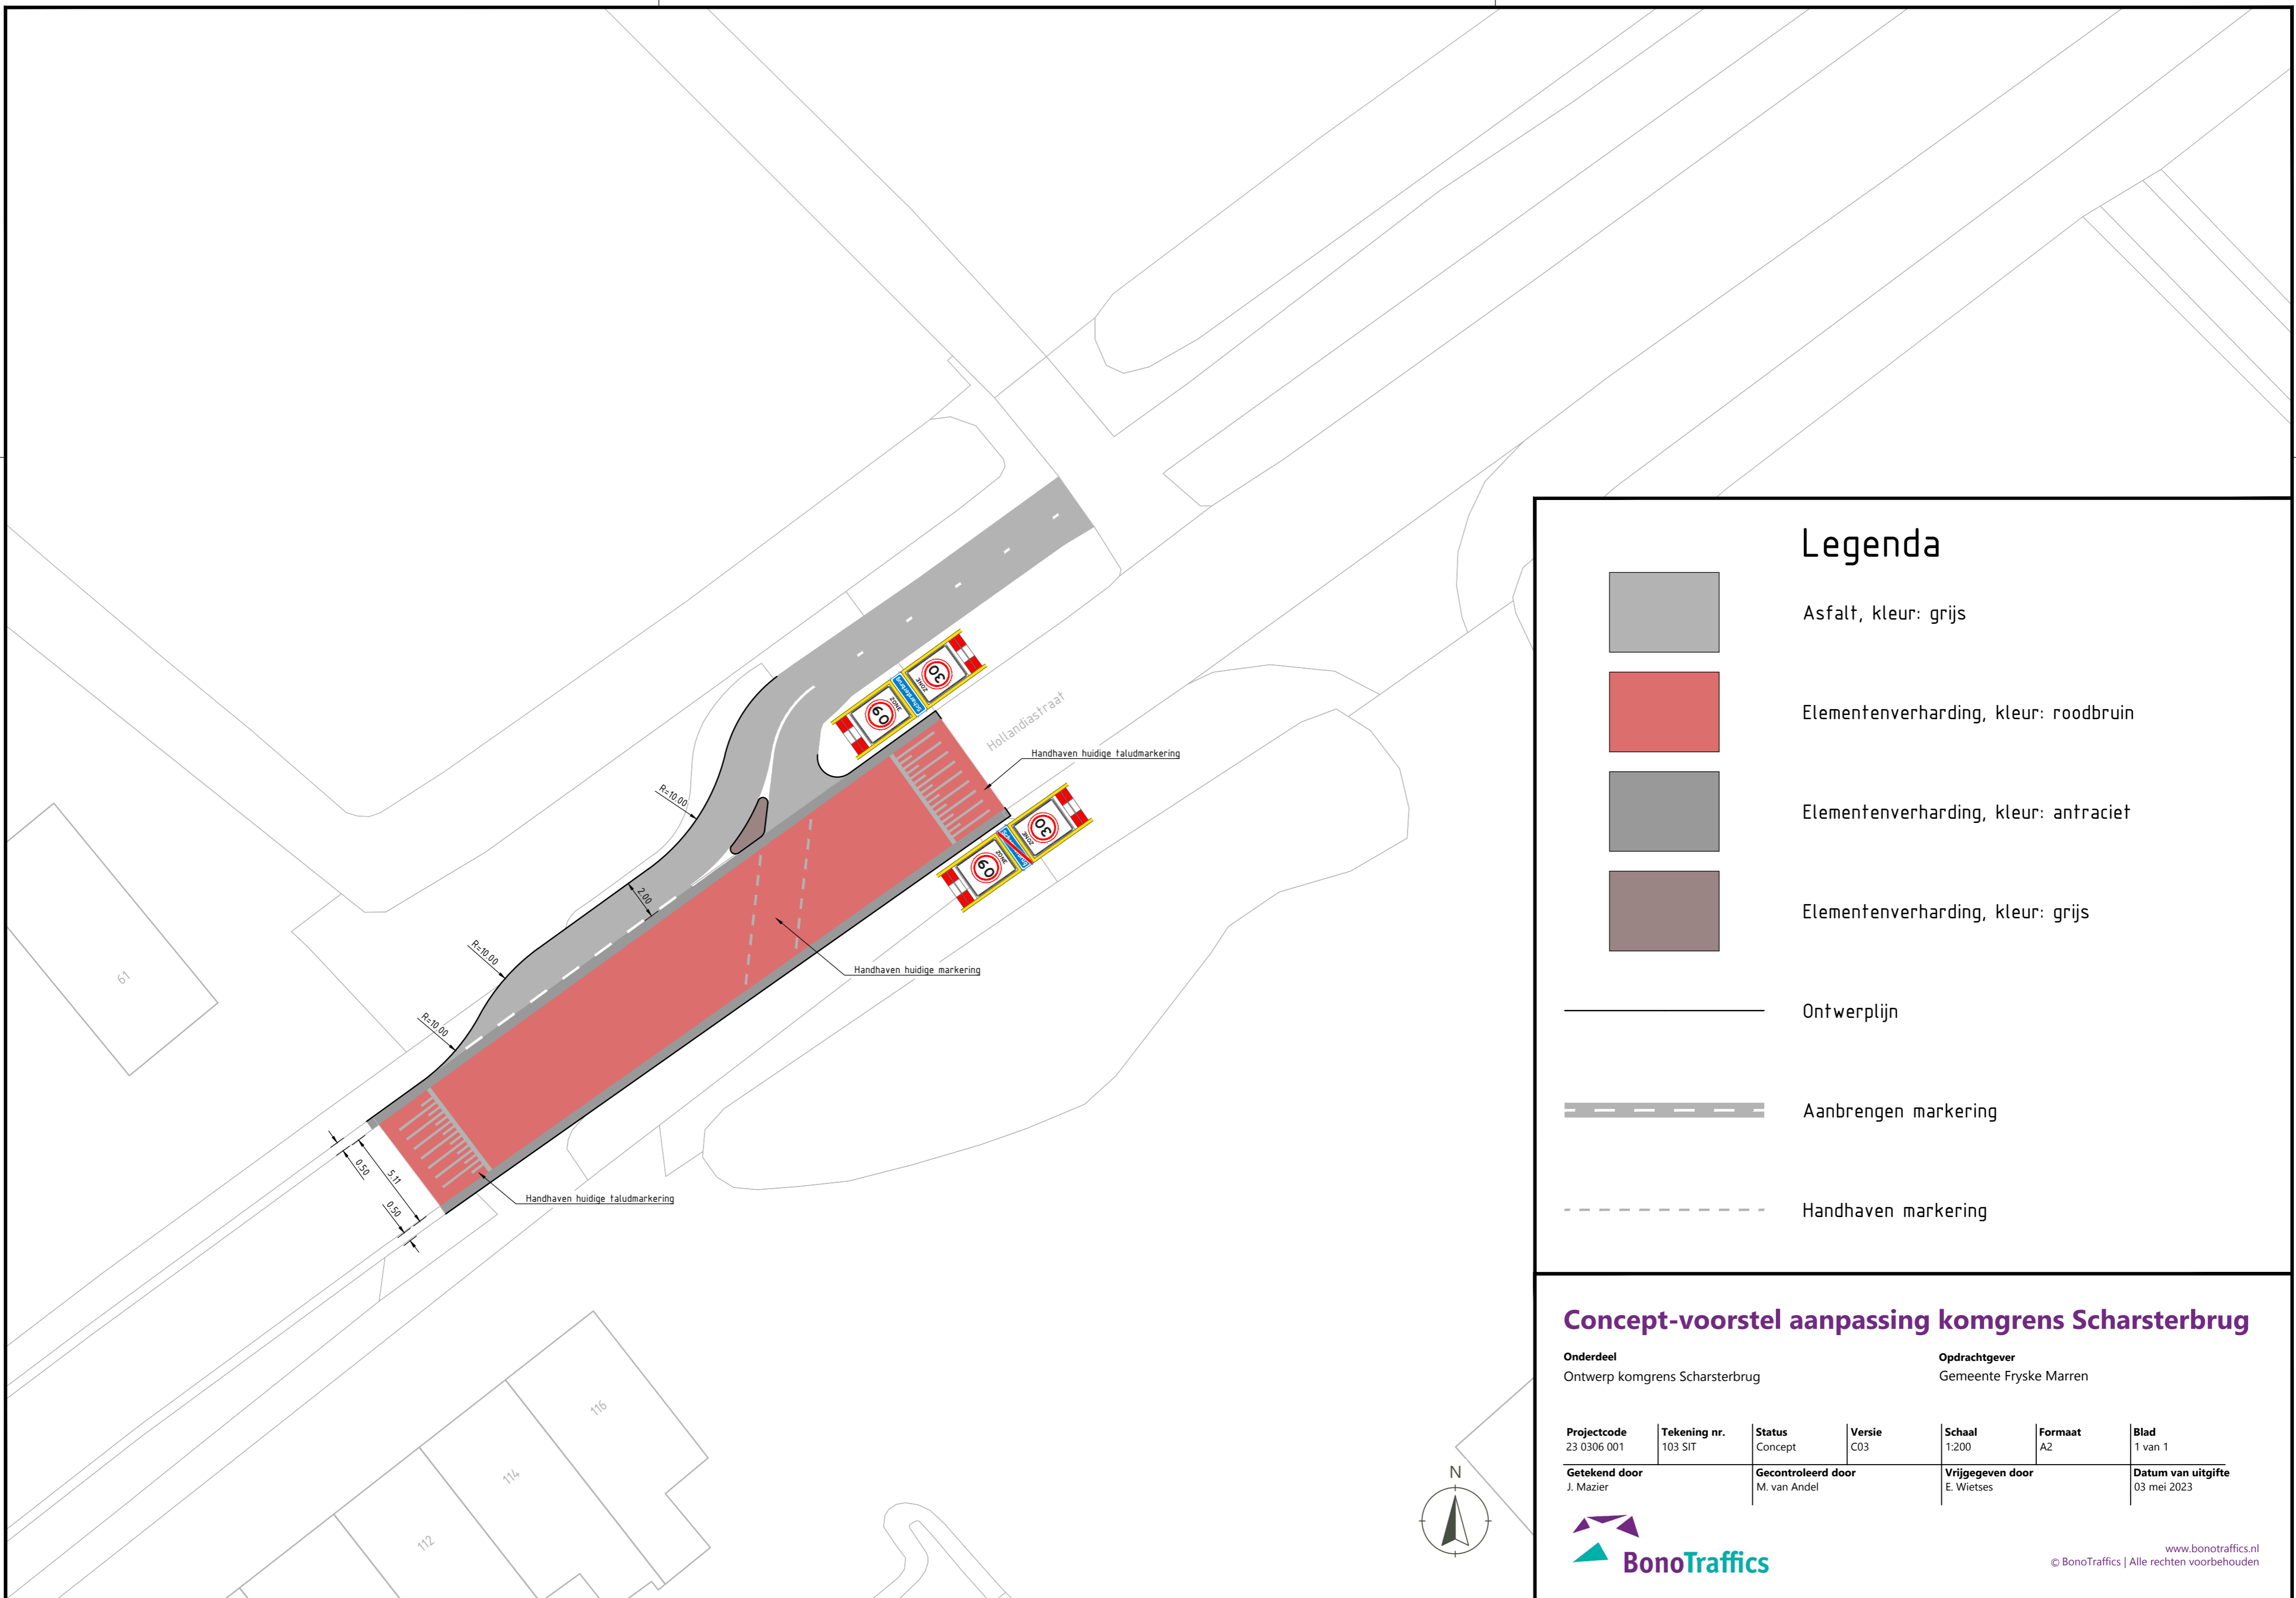 30
ZONE
Scharsterbrug
60
ZONE
Hollandiastraat
Handhaven huidige taludmarkering
R=10.00
30
ZONE
60
ZONE
2.00
R=10.00
Handhaven huidige markering
R=10.00
61
0.50
5.11
0.50
Handhaven huidige taludmarkering
116
114
112
N
Legenda
Asfalt, kleur: grijs
Elementenverharding, kleur: roodbruin
Elementenverharding, kleur: antraciet
Elementenverharding, kleur: grijs
Ontwerplijn
Aanbrengen markering
Handhaven markering
Concept-voorstel aanpassing komgrens Scharsterbrug
Onderdeel
Ontwerp komgrens Scharsterbrug
Opdrachtgever
Gemeente Fryske Marren
Projectcode
23 0306 001
Tekening nr.
103 SIT
Status
Concept
Versie
C03
Schaal
1:200
Formaat
A2
Blad
1 van 1
Getekend door
J. Mazier
Gecontroleerd door
M. van Andel
Vrijgegeven door
E. Wietses
Datum van uitgifte
03 mei 2023
BonoTraffics
www.bonotraffics.nl
© BonoTraffics | Alle rechten voorbehouden